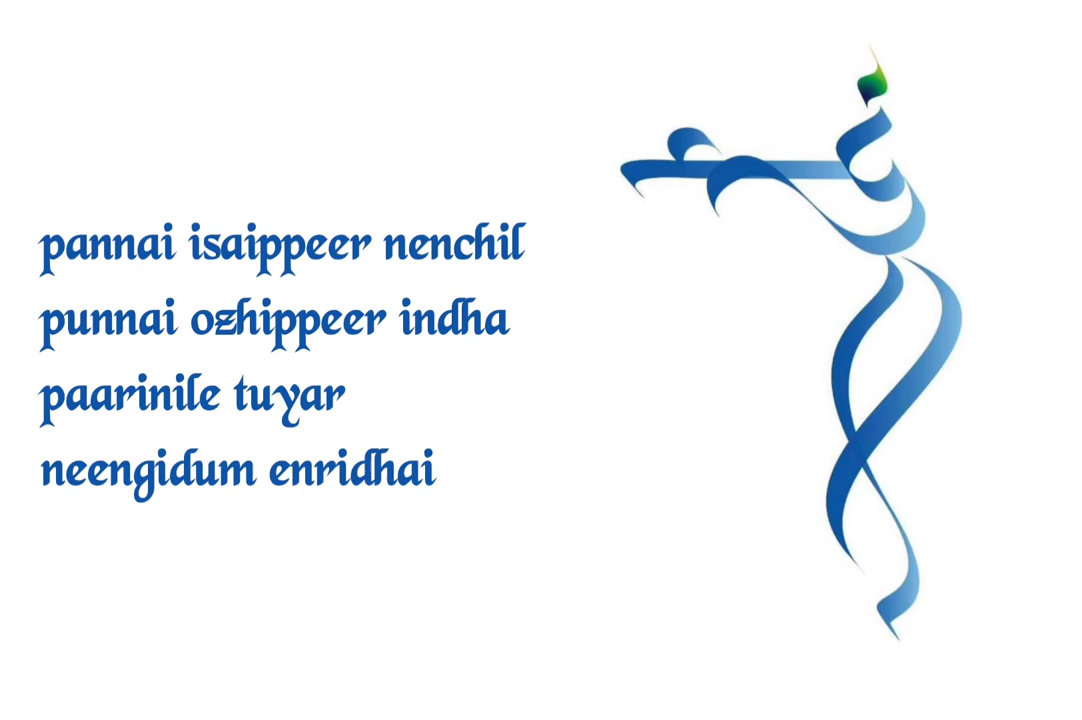 pannai isaippeer nenchil
punnai ozhippeer indha
paarinile tuyar
neengidum enridhai